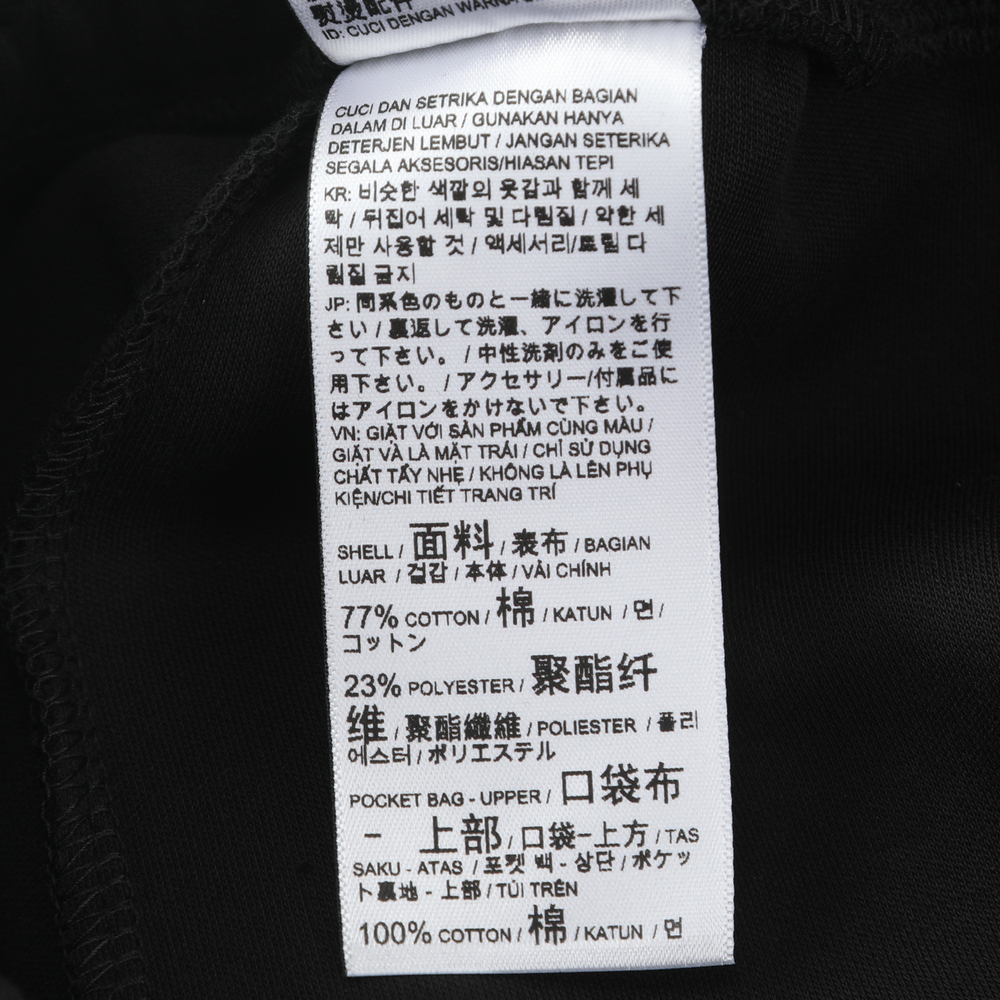 熨燙配件
ID: CUCI DENGAN WARNA
CUCI DAN SETRIKA DENGAN BAGIAN
DALAM DI LUAR / GUNAKAN HANYA
DETERJEN LEMBUT / JANGAN SETERIKA
SEGALA AKSESORIS/HIASAN TEPI
KR: 비슷한 색깔의 옷감과 함께 세
탁 / 뒤집어 세탁 및 다림질 / 약한 세
제만 사용할 것 / 액세서리/트림 다
림질 금지
JP: 同系色のものと一緒に洗濯して下
さい / 裏返して洗濯、アイロンを行
って下さい。 / 中性洗剤のみをご使
用下さい。 / アクセサリー/付属品に
はアイロンをかけないで下さい。
VN: GIẶT VỚI SẢN PHẨM CÙNG MÀU /
GIẶT VÀ LÀ MẶT TRÁI / CHỈ SỬ DỤNG
CHẤT TẨY NHẸ / KHÔNG LÀ LÊN PHỤ
KIỆN/CHI TIẾT TRANG TRÍ
SHELL / 面料 / 表布 / BAGIAN
LUAR / 겉감 / 本体 / VẢI CHÍNH
77% COTTON / 棉 / KATUN / 면 /
コットン
23% POLYESTER / 聚酯纤
维 / 聚酯纖維 / POLIESTER / 폴리
에스터 / ポリエステル
POCKET BAG - UPPER / 口袋布
- 上部 / 口袋-上方 / TAS
SAKU - ATAS / 포켓 백 - 상단 / ポケッ
ト裏地 - 上部 / TÚI TRÊN
100% COTTON / 棉 / KATUN / 면